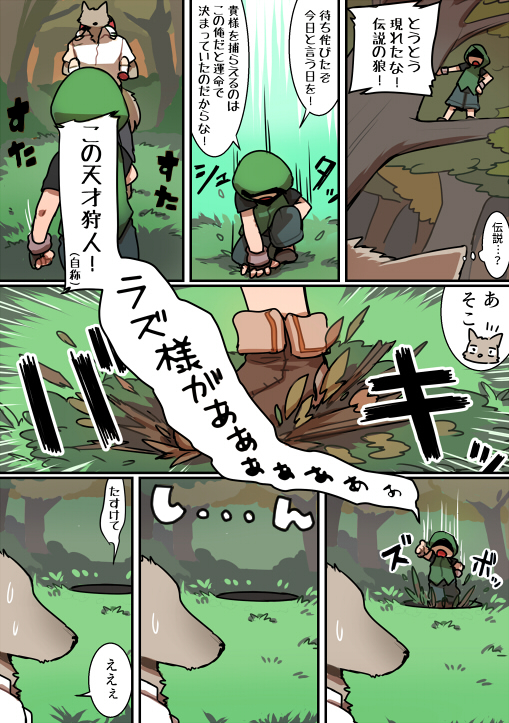 とうとう
現れたな！
伝説の狼！
伝説…？
待ち侘びたぞ
今日と言う日を！
タッ
シュ
貴様を捕らえるのは
この俺だと運命で
決まっていたのだからな！
すた
すた
この天才狩人！
（自称）
ラズ様がああぁぁぁぁぁ
あ
そこ
バキッ
ズボッ
し…ん
たすけて
えぇぇ